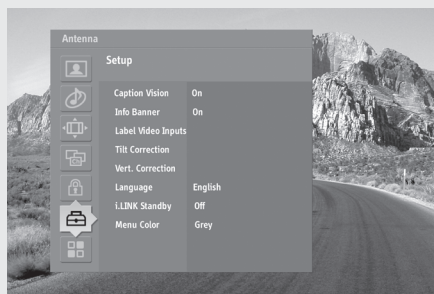 Antenna
Setup
Caption Vision On
Info Banner On
Label Video Inputs
Tilt Correction
Vert. Correction
Language English
i.LINK Standby Off
Menu Color Grey